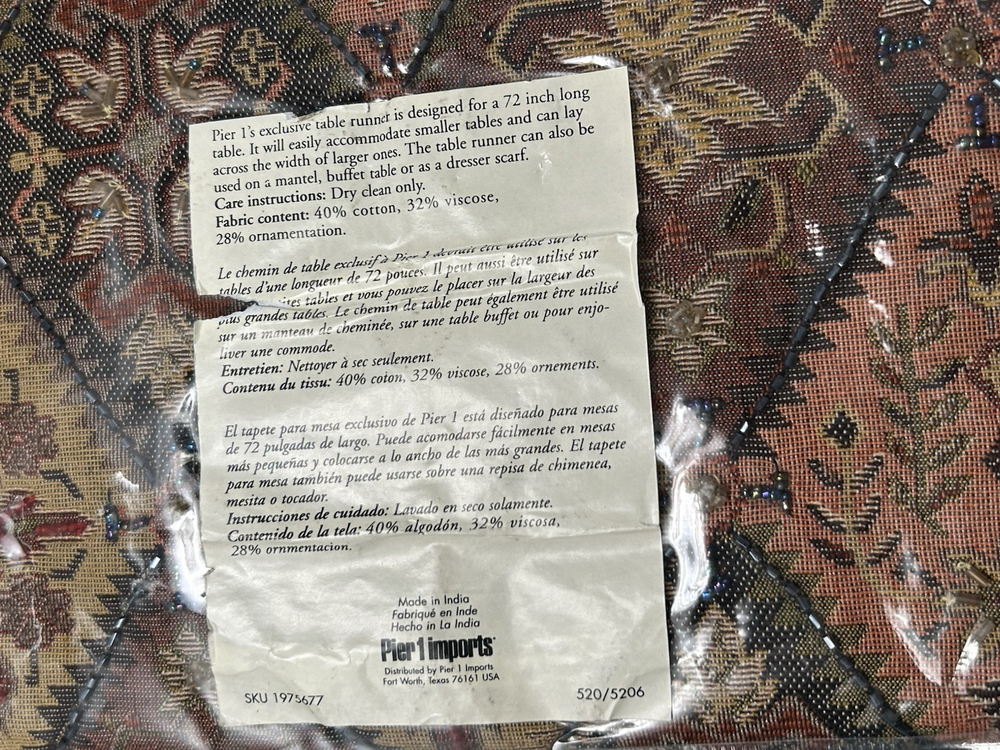 Pier 1's exclusive table runner is designed for a 72 inch long
table. It will easily accommodate smaller tables and can lay
across the width of larger ones. The table runner can also be
used on a mantel, buffet table or as a dresser scarf.
Care instructions: Dry clean only.
Fabric content: 40% cotton, 32% viscose,
28% ornamentation.
Le chemin de table exclusif à Pier 1 devrait être utilisé sur les
tables d'une longueur de 72 pouces. Il peut aussi être utilisé sur
tables et vous pouvez le placer sur la largeur des
plus grandes tables. Le chemin de table peut également être utilisé
sur un manteau de cheminée, sur une table buffet ou pour enjo-
liver une commode.
Entretien: Nettoyer à sec seulement.
Contenu du tissu: 40% coton, 32% viscose, 28% ornements.
El tapete para mesa exclusivo de Pier 1 está diseñado para mesas
de 72 pulgadas de largo. Puede acomodarse fácilmente en mesas
más pequeñas y colocarse a lo ancho de las más grandes. El tapete
para mesa también puede usarse sobre una repisa de chimenea,
mesita o tocador.
Instrucciones de cuidado: Lavado en seco solamente.
Contenido de la tela: 40% algodón, 32% viscosa,
28% ornmentacion.
Made in India
Fabriqué en Inde
Hecho in La India
Pier 1 imports
Distributed by Pier 1 Imports
Fort Worth, Texas 76161 USA
SKU 1975677
520/5206